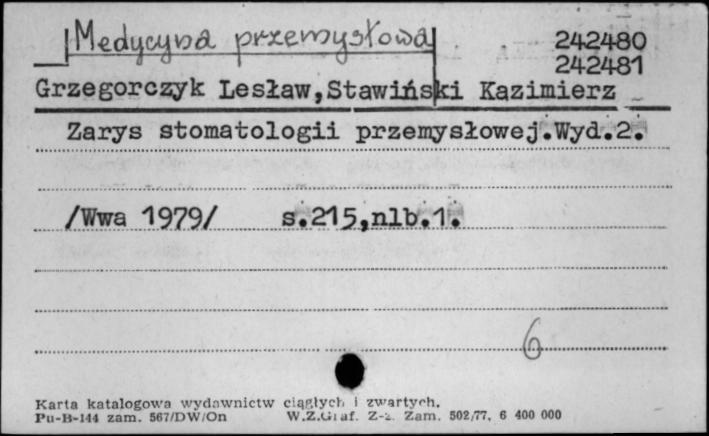 Medycyna przemysłowa
242480
242481
Grzegorczyk Lesław, Stawiński Kazimierz
Zarys stomatologii przemysłowej. Wyd. 2.
/Wwa 1979/ s. 215, nlb. 1.
6
Karta katalogowa wydawnictw ciągłych i zwartych.
Pu-B-144 zam. 567/DW/On W.Z.Graf. Zam. 502/77. 6 400 000